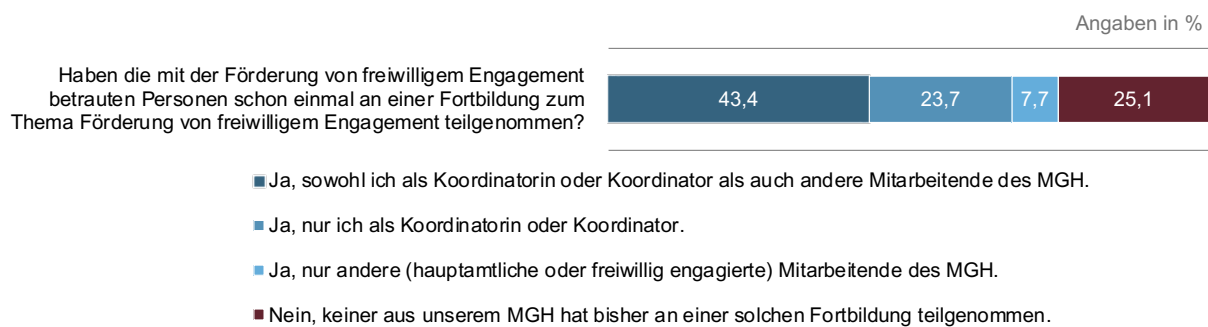 Angaben in %
Haben die mit der Förderung von freiwilligem Engagement
betrauten Personen schon einmal an einer Fortbildung zum
Thema Förderung von freiwilligem Engagement teilgenommen?
43,4 23,7 7,7 25,1
Ja, sowohl ich als Koordinatorin oder Koordinator als auch andere Mitarbeitende des MGH.
Ja, nur ich als Koordinatorin oder Koordinator.
Ja, nur andere (hauptamtliche oder freiwillig engagierte) Mitarbeitende des MGH.
Nein, keiner aus unserem MGH hat bisher an einer solchen Fortbildung teilgenommen.